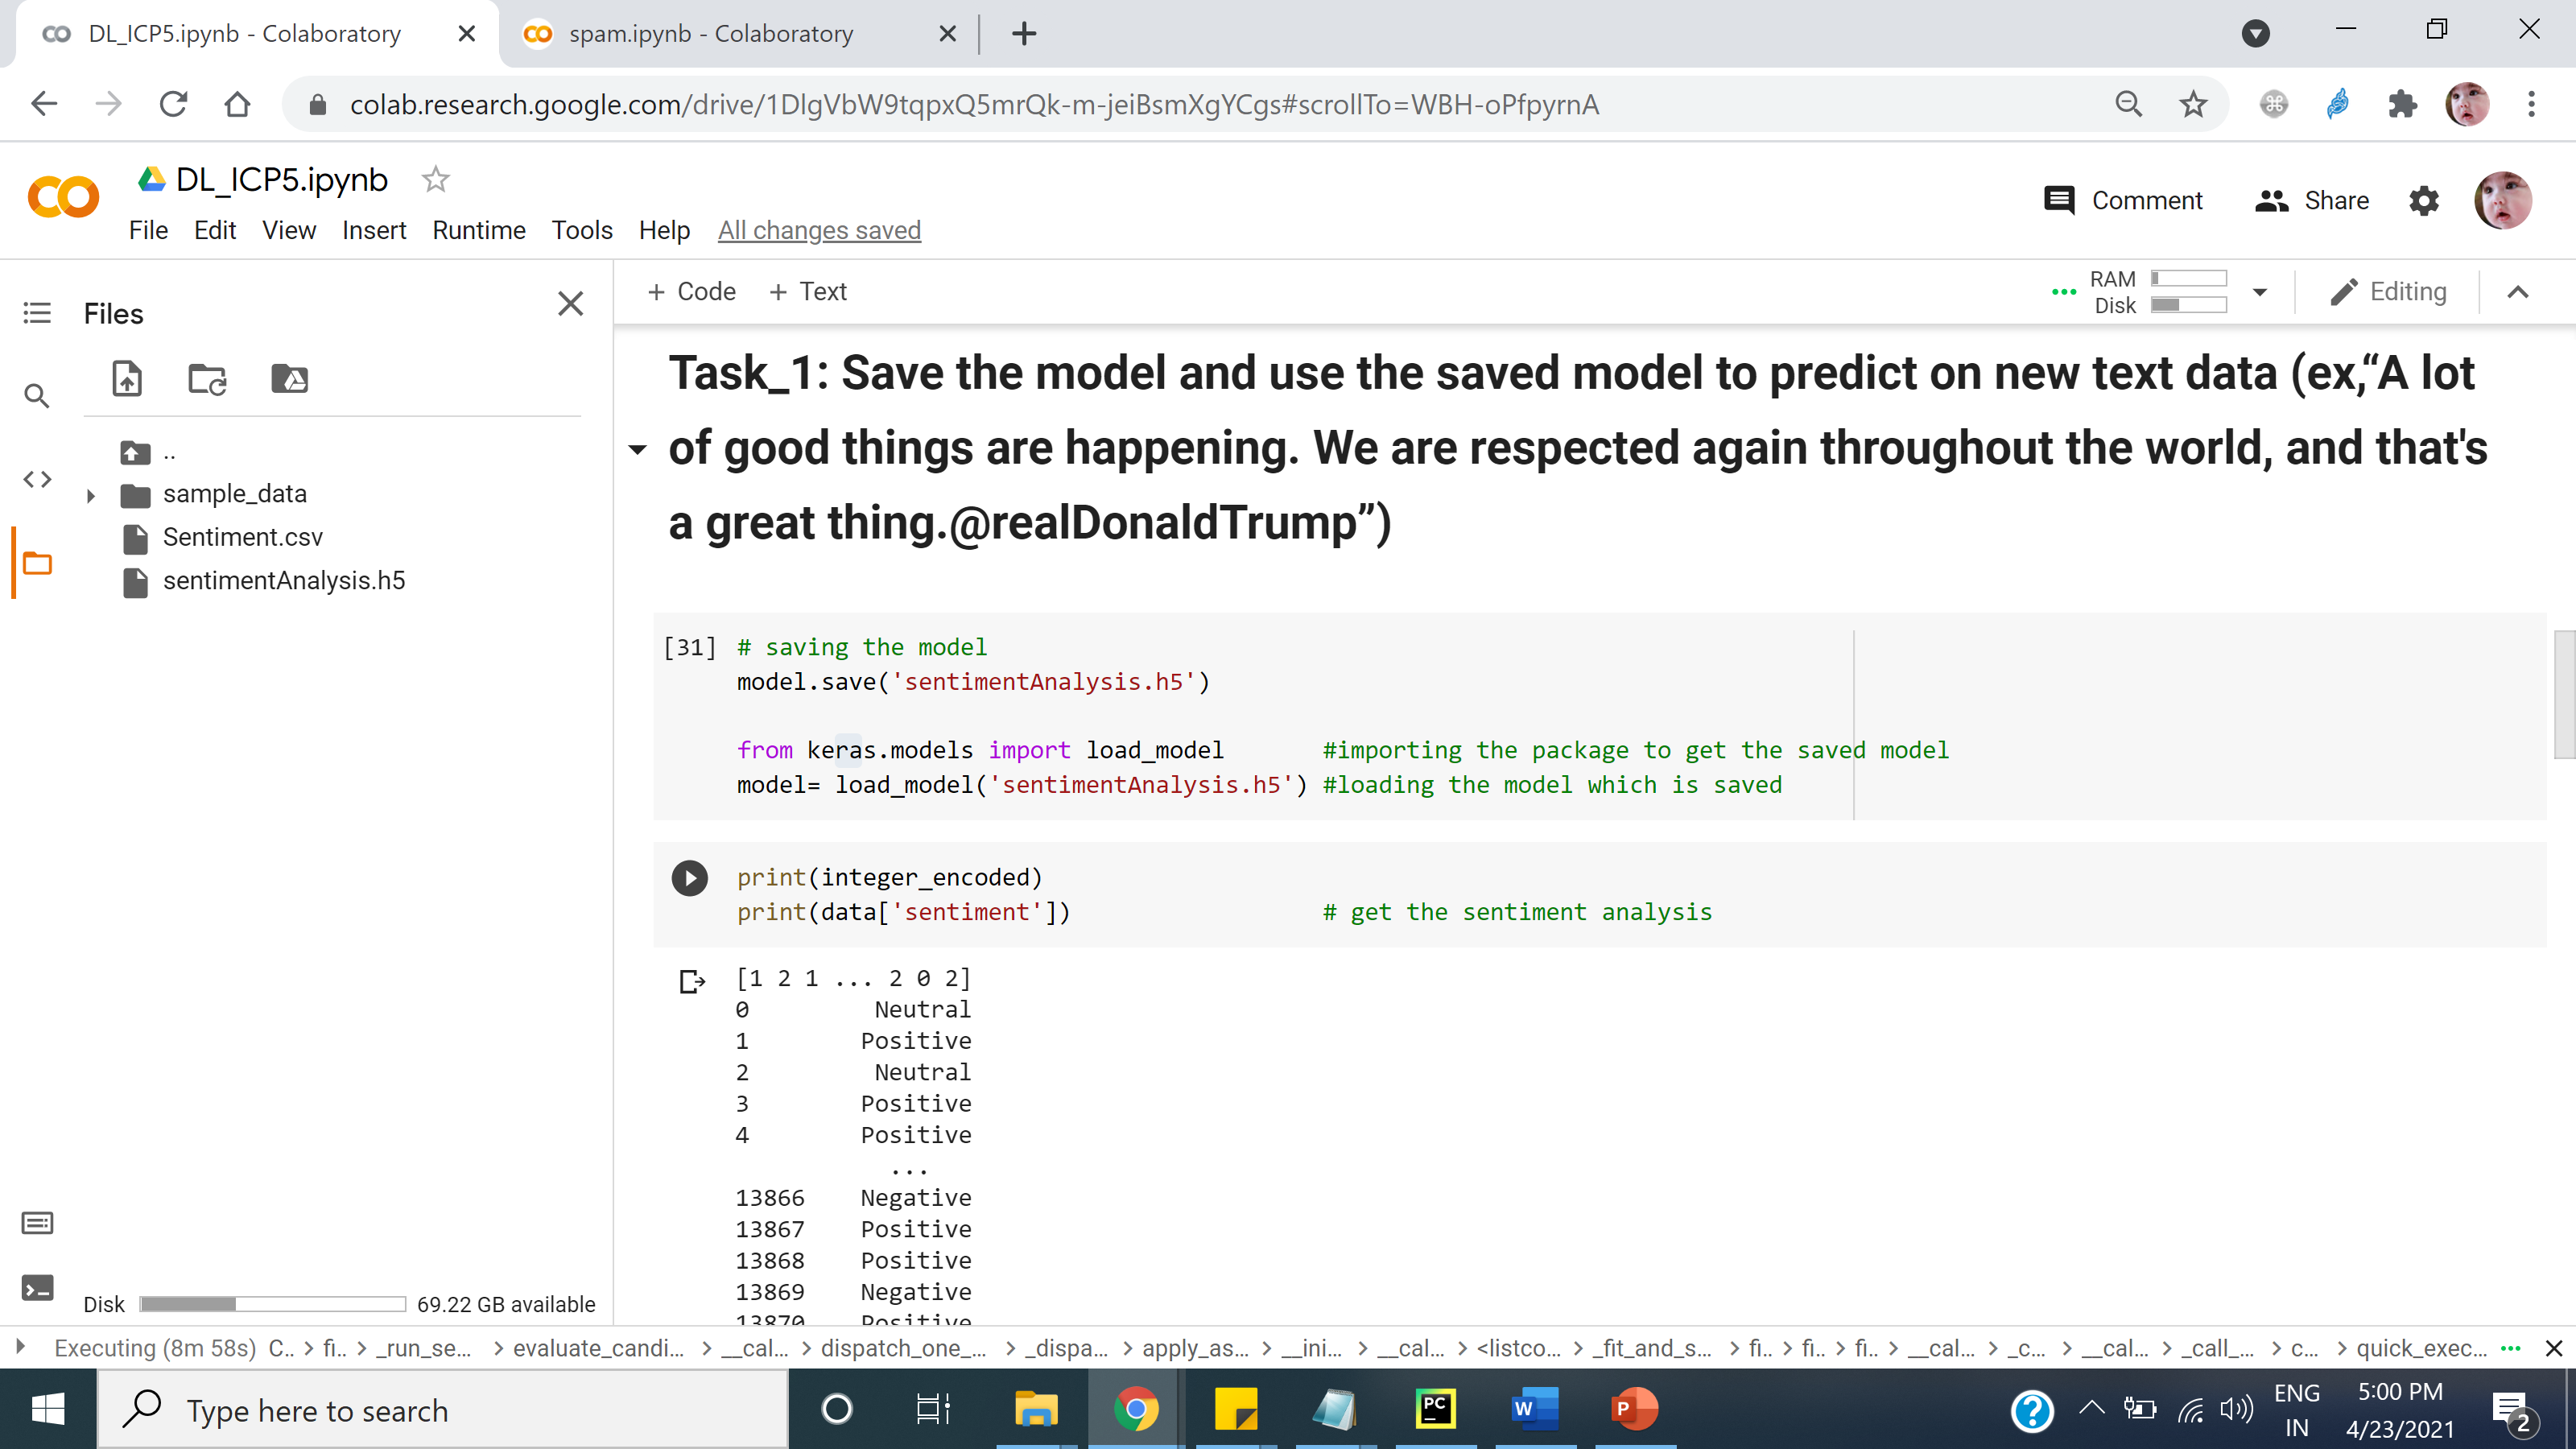 DL_ICP5.ipynb - Colaboratory
spam.ipynb - Colaboratory
colab.research.google.com/drive/1DlgVbW9tqpxQ5mrQk-m-jeiBsmXgYCgs#scrollTo=WBH-oPfpyrnA
DL_ICP5.ipynb
Comment Share
File Edit View Insert Runtime Tools Help All changes saved
Files
+ Code + Text
RAM
Disk
Editing
Task_1: Save the model and use the saved model to predict on new text data (ex,“A lot
of good things are happening. We are respected again throughout the world, and that's
a great thing.@realDonaldTrump”)
..
sample_data
Sentiment.csv
sentimentAnalysis.h5
[31] # saving the model
model.save('sentimentAnalysis.h5')
from keras.models import load_model #importing the package to get the saved model
model= load_model('sentimentAnalysis.h5') #loading the model which is saved
print(integer_encoded)
print(data['sentiment']) # get the sentiment analysis
[1 2 1 ... 2 0 2]
0 Neutral
1 Positive
2 Neutral
3 Positive
4 Positive
...
13866 Negative
13867 Positive
13868 Positive
13869 Negative
13870 Positive
Disk 69.22 GB available
Executing (8m 58s) C... > fi... > _run_se... > evaluate_candi... > __cal... > dispatch_one_... > _dispa... > apply_as... > __ini... > __cal... > <listco... > _fit_and_s... > fi... > fi... > fi... > __cal... > _c... > __cal... > _call_... > c... > quick_exec...
Type here to search
PC
W
P
?
ENG
IN
5:00 PM
4/23/2021
2